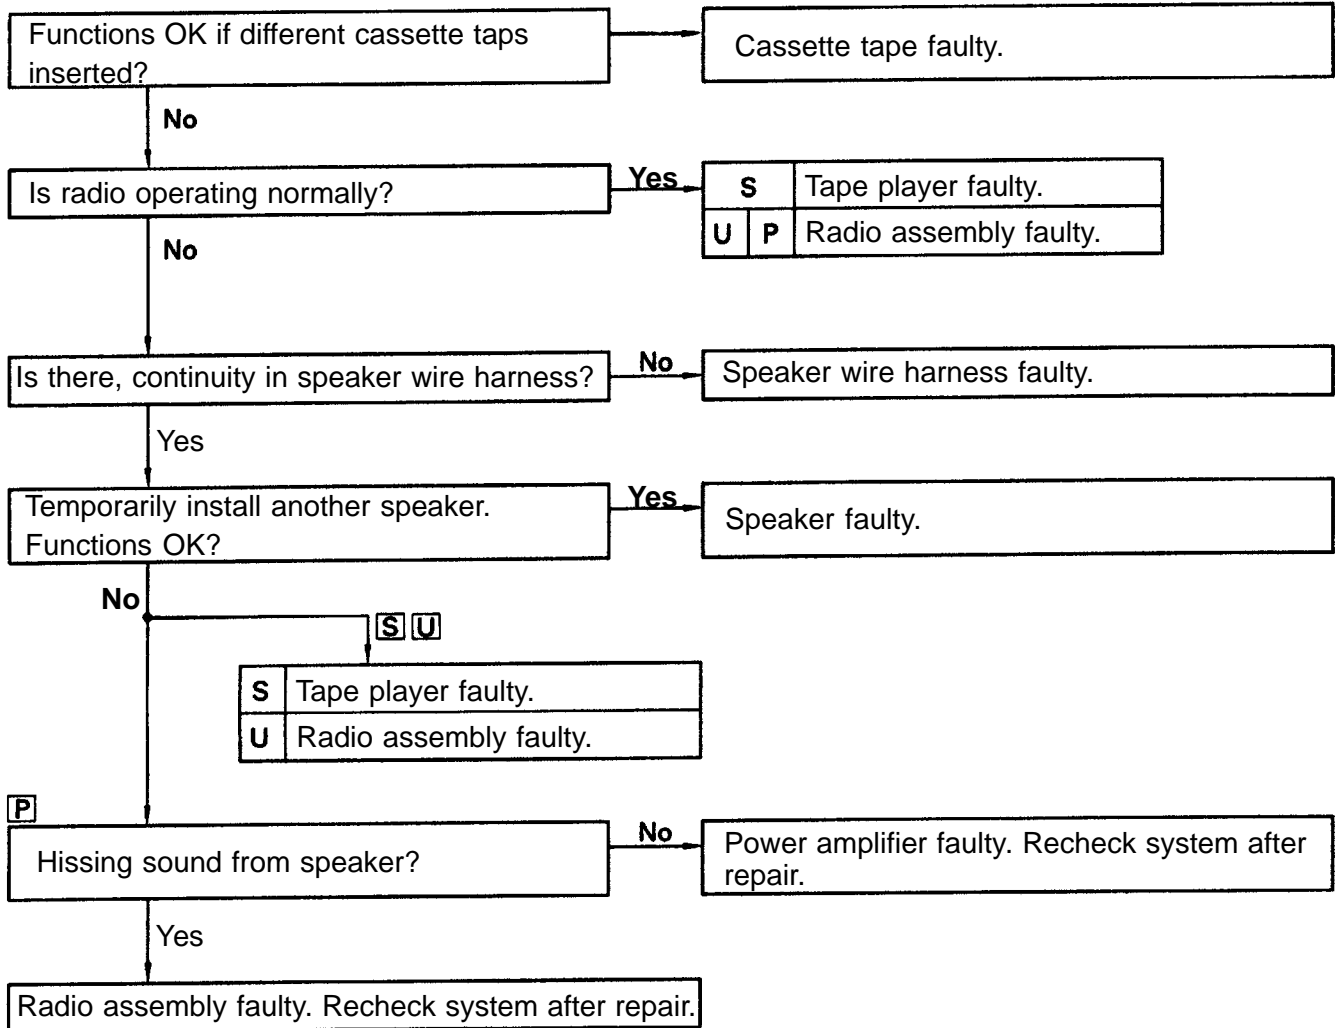 Functions OK if different cassette taps
inserted?
Cassette tape faulty.
No
Is radio operating normally?
Yes
S Tape player faulty.
U P Radio assembly faulty.
No
Is there, continuity in speaker wire harness?
No
Speaker wire harness faulty.
Yes
Temporarily install another speaker.
Functions OK?
Yes
Speaker faulty.
No
S U
S Tape player faulty.
U Radio assembly faulty.
P
Hissing sound from speaker?
No
Power amplifier faulty. Recheck system after
repair.
Yes
Radio assembly faulty. Recheck system after repair.